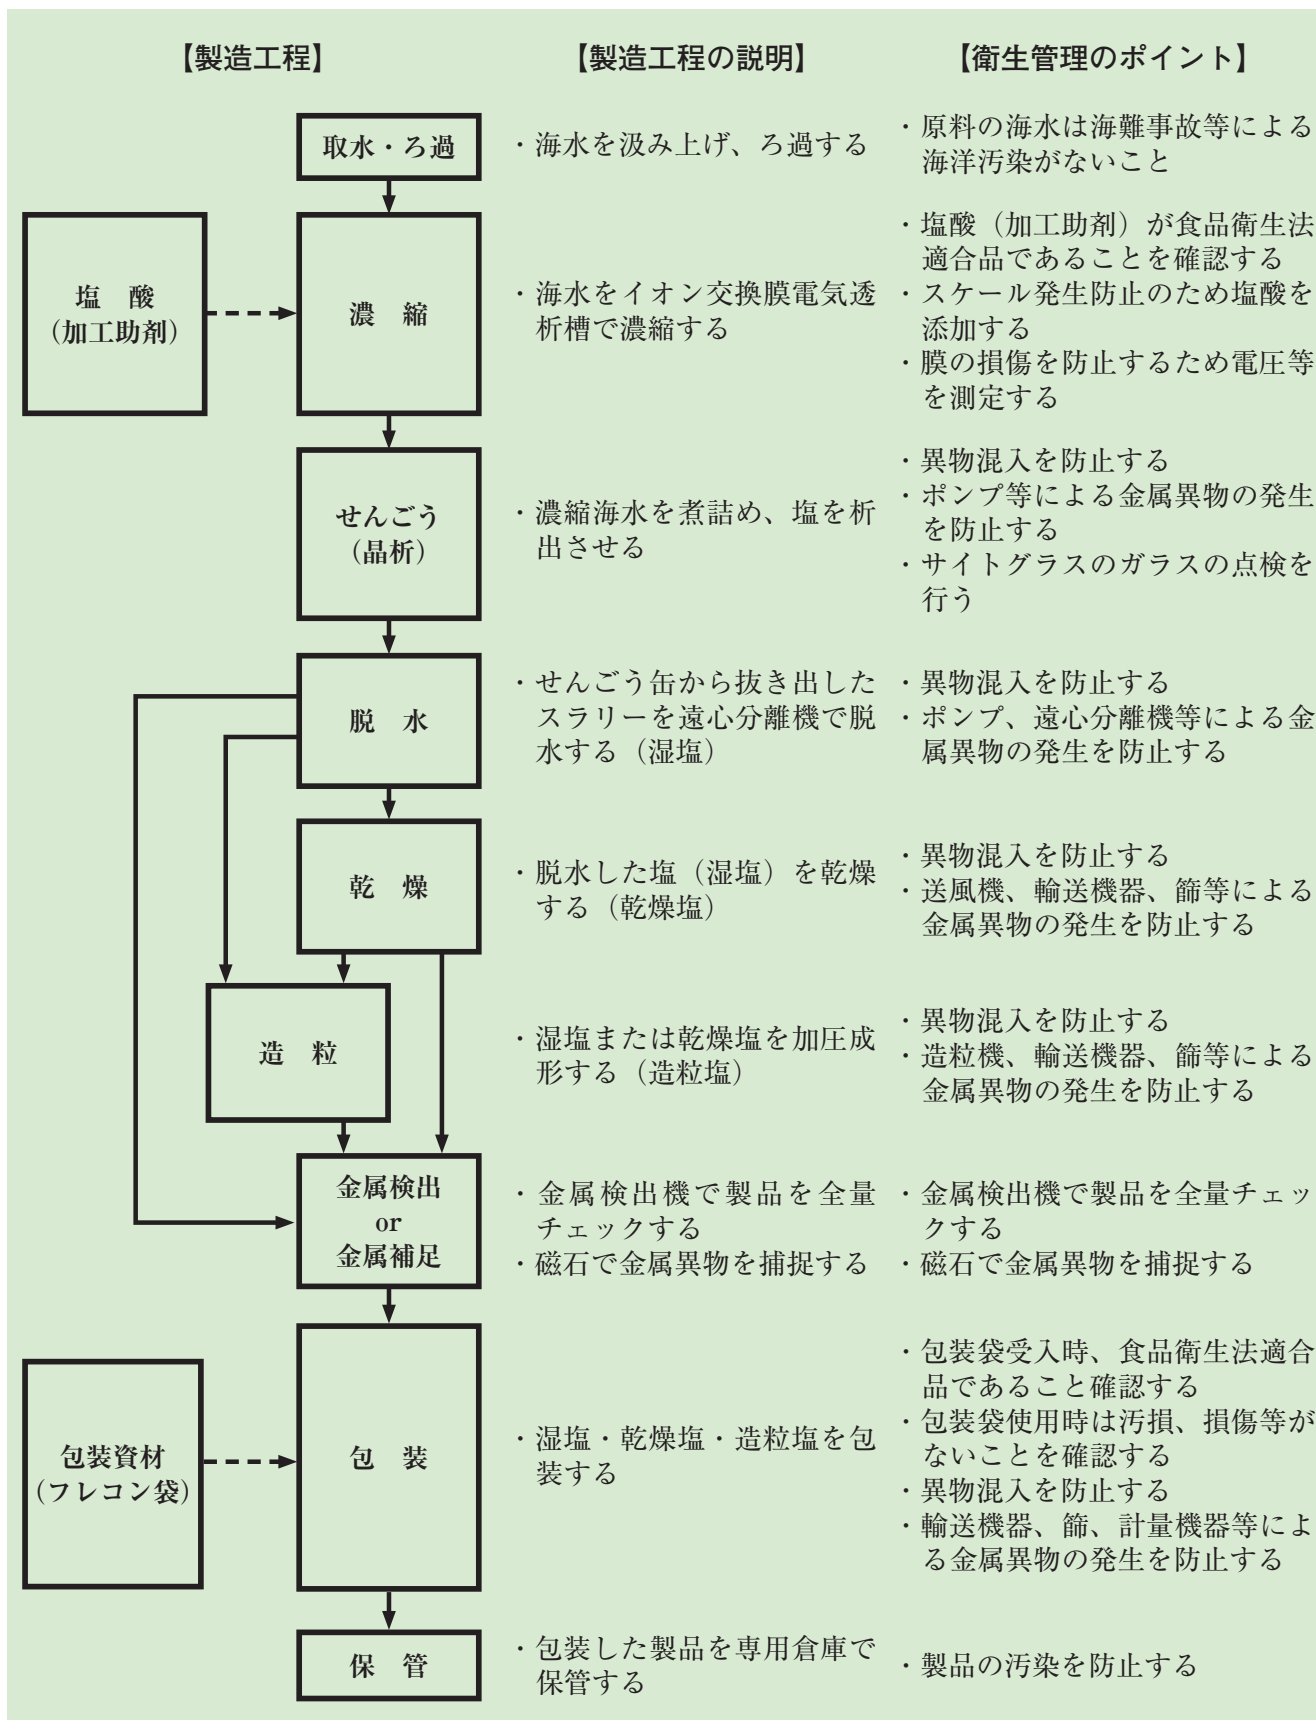 【製造工程】
【製造工程の説明】
【衛生管理のポイント】
取水・ろ過
・海水を汲み上げ、ろ過する
・原料の海水は海難事故等による
海洋汚染がないこと
塩　酸
（加工助剤）
濃　縮
・海水をイオン交換膜電気透
析槽で濃縮する
・塩酸（加工助剤）が食品衛生法
適合品であることを確認する
・スケール発生防止のため塩酸を
添加する
・膜の損傷を防止するため電圧等
を測定する
せんごう
（晶析）
・濃縮海水を煮詰め、塩を析
出させる
・異物混入を防止する
・ポンプ等による金属異物の発生
を防止する
・サイトグラスのガラスの点検を
行う
脱　水
・せんごう缶から抜き出した
スラリーを遠心分離機で脱
水する（湿塩）
・異物混入を防止する
・ポンプ、遠心分離機等による金
属異物の発生を防止する
乾　燥
・脱水した塩（湿塩）を乾燥
する（乾燥塩）
・異物混入を防止する
・送風機、輸送機器、篩等による
金属異物の発生を防止する
造　粒
・湿塩または乾燥塩を加圧成
形する（造粒塩）
・異物混入を防止する
・造粒機、輸送機器、篩等による
金属異物の発生を防止する
金属検出
or
金属補足
・金属検出機で製品を全量
チェックする
・磁石で金属異物を捕捉する
・金属検出機で製品を全量チェッ
クする
・磁石で金属異物を捕捉する
包装資材
（フレコン袋）
包　装
・湿塩・乾燥塩・造粒塩を包
装する
・包装袋受入時、食品衛生法適合
品であること確認する
・包装袋使用時は汚損、損傷等が
ないことを確認する
・異物混入を防止する
・輸送機器、篩、計量機器等によ
る金属異物の発生を防止する
保　管
・包装した製品を専用倉庫で
保管する
・製品の汚染を防止する